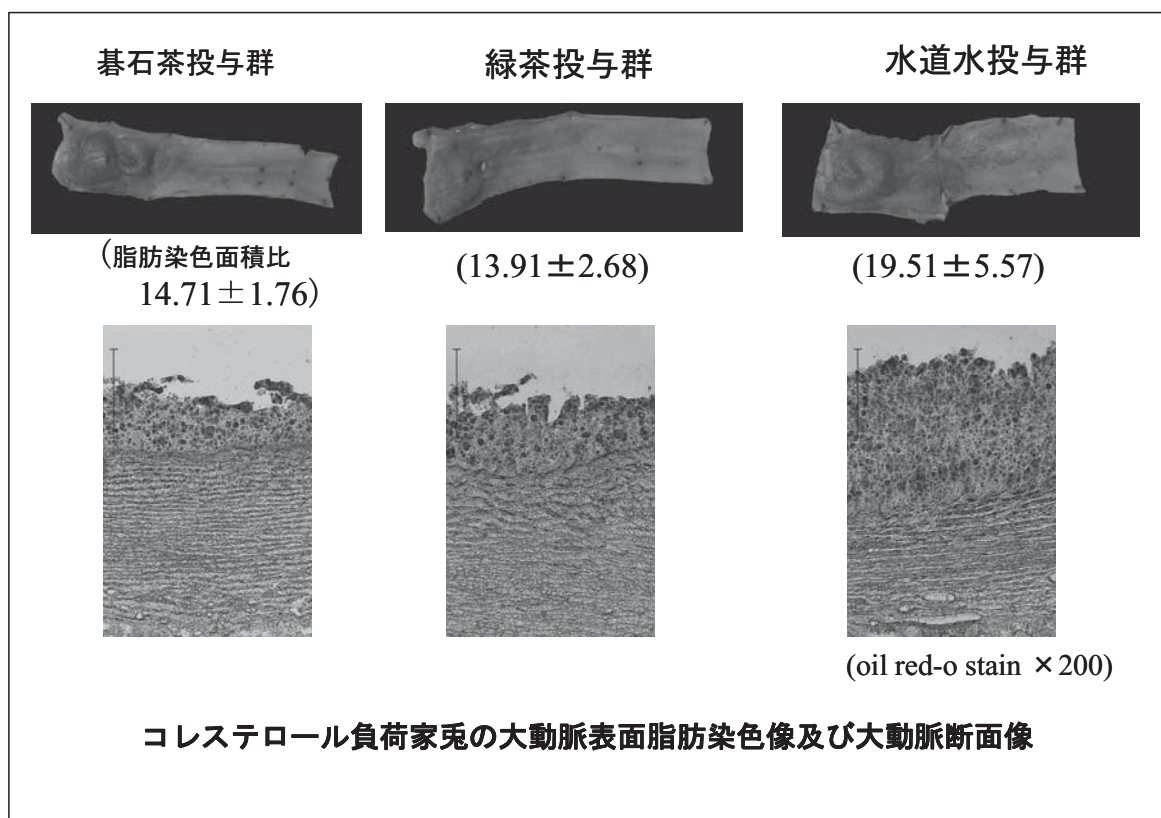 碁石茶投与群
緑茶投与群
水道水投与群
(脂肪染色面積比
14.71±1.76)
(13.91±2.68)
(19.51±5.57)
(oil red-o stain ×200)
コレステロール負荷家兎の大動脈表面脂肪染色像及び大動脈断面像